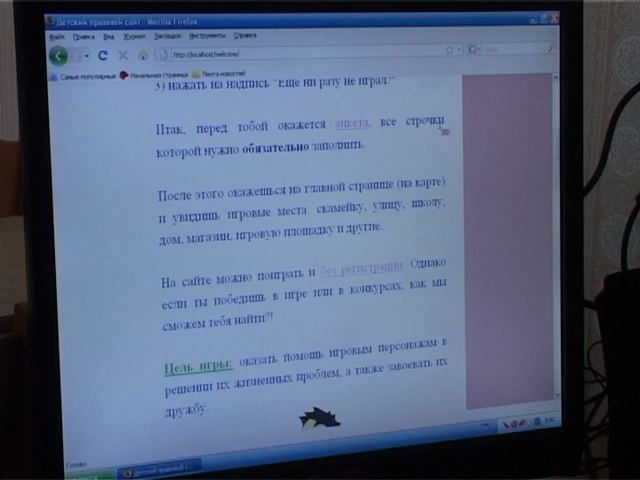 Детский правовой сайт - Mozilla Firefox
Файл Правка Вид Журнал Закладки Инструменты Справка
http://localhost/welcome/
Самые популярные Начальная страница Лента новостей
3) нажать на надпись "Еще ни разу не играл?"
Итак, перед тобой окажется анкета, все строчки
которой нужно обязательно заполнить.
После этого окажешься на главной странице (на карте)
и увидишь игровые места: скамейку, улицу, школу,
дом, магазин, игровую площадку и другие.
На сайте можно поиграть и без регистрации. Однако
если ты победишь в игре или в конкурсах, как мы
сможем тебя найти?!
Цель игры: оказать помощь игровым персонажам в
решении их жизненных проблем, а также завоевать их
дружбу.
Готово
Детский правовой с...